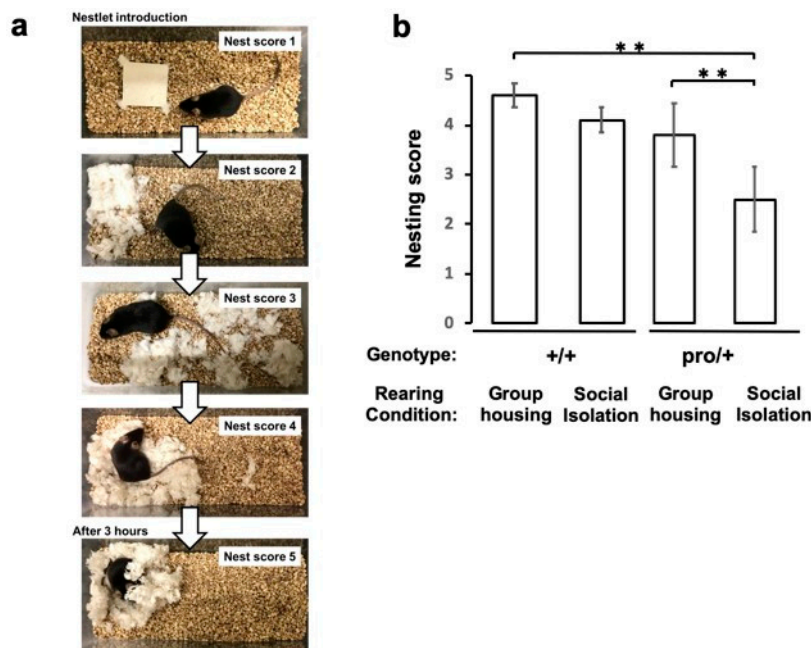 a
Nestlet introduction
Nest score 1
Nest score 2
Nest score 3
Nest score 4
After 3 hours
Nest score 5
b
* *
* *
Nesting score
5
4
3
2
1
0
Genotype: +/+ pro/+
Rearing Condition:
Group housing
Social Isolation
Group housing
Social Isolation